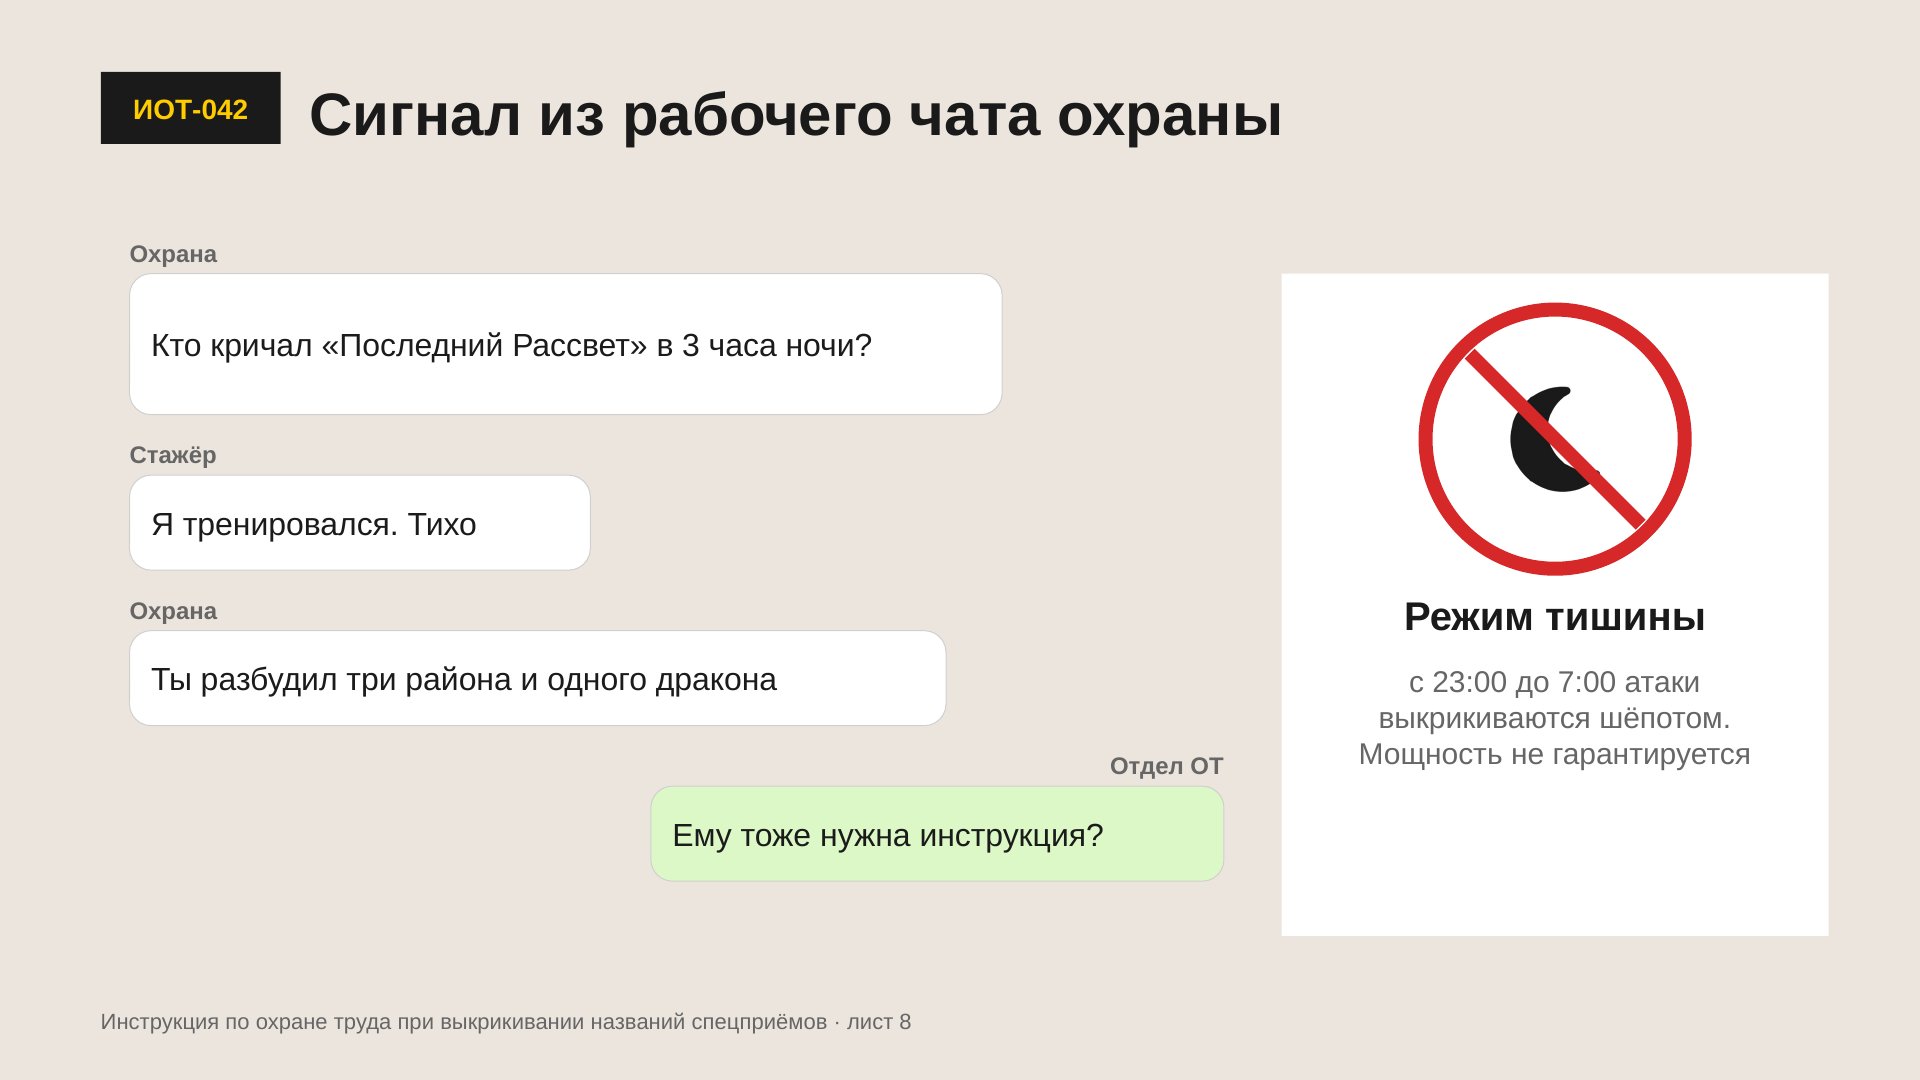 ИОТ-042
Сигнал из рабочего чата охраны
Охрана
Кто кричал «Последний Рассвет» в 3 часа ночи?
Стажёр
Я тренировался. Тихо
Охрана
Ты разбудил три района и одного дракона
Отдел ОТ
Ему тоже нужна инструкция?
Режим тишины
с 23:00 до 7:00 атаки
выкрикиваются шёпотом.
Мощность не гарантируется
Инструкция по охране труда при выкрикивании названий спецприёмов · лист 8